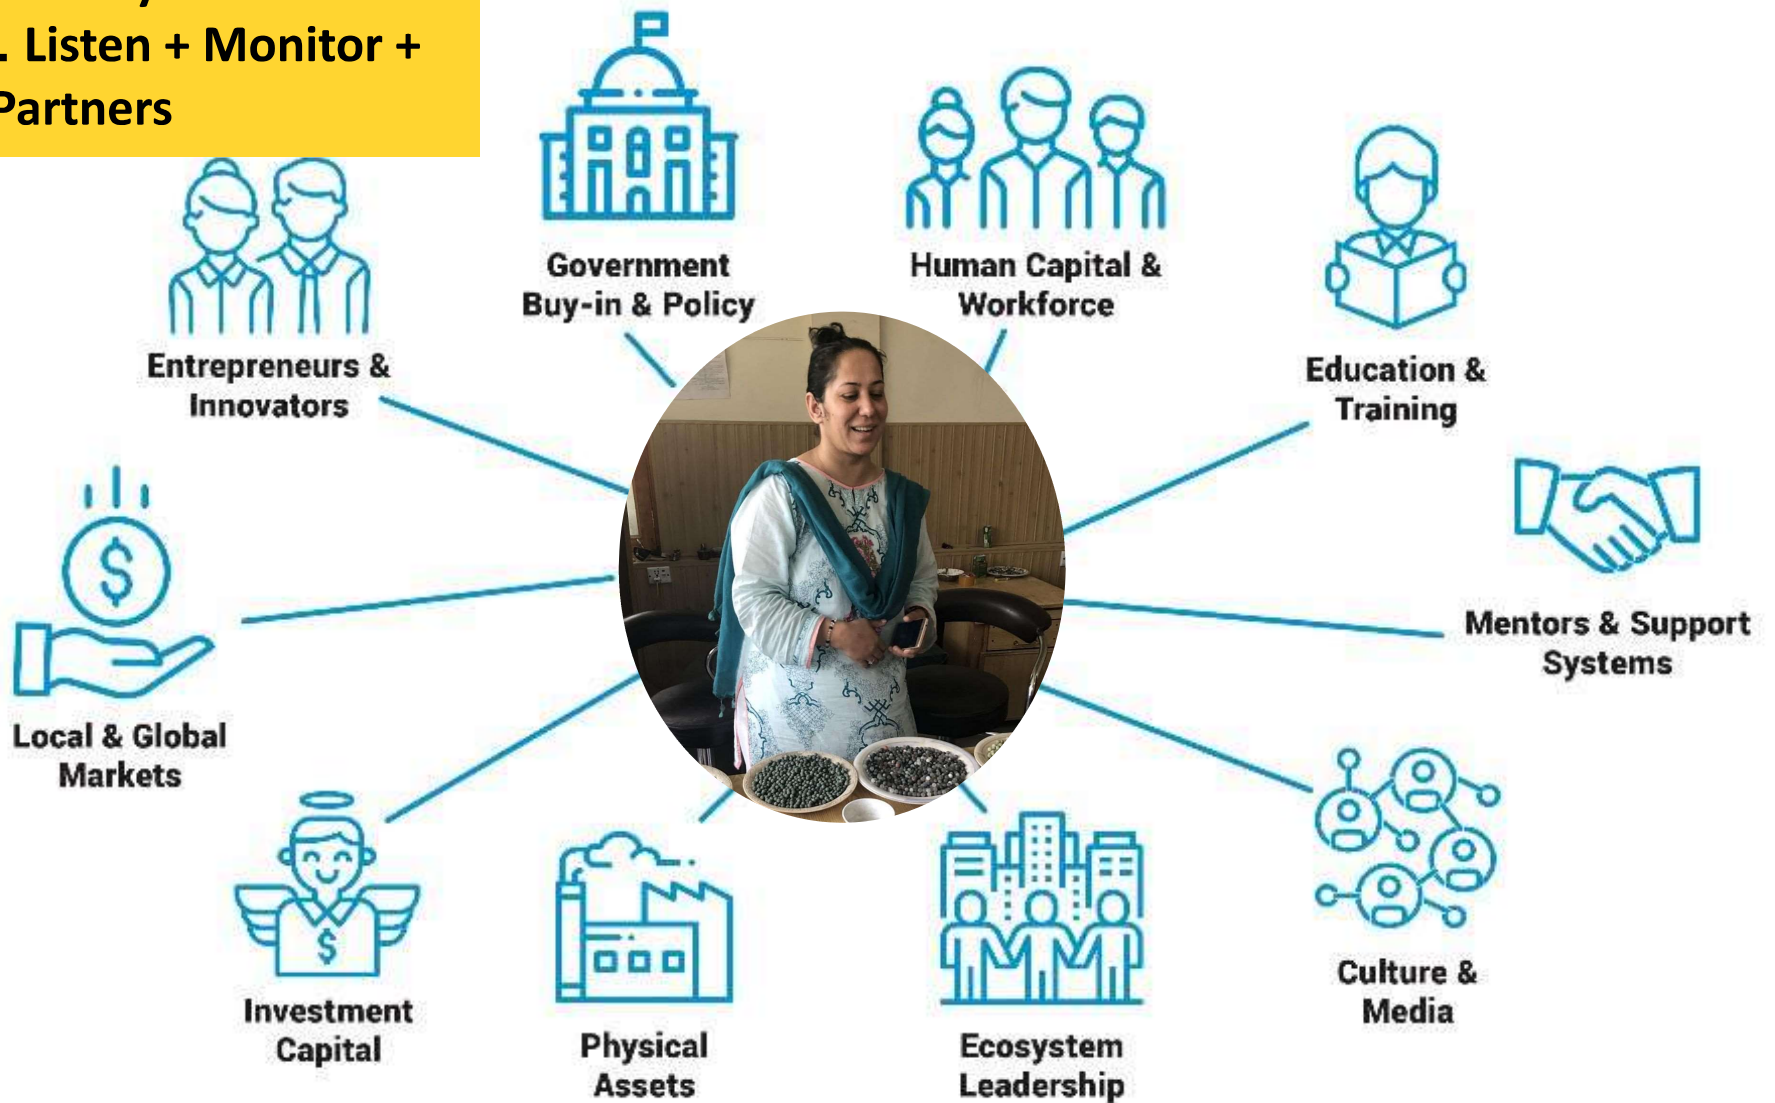 . Listen + Monitor +
Partners
Government
Buy-in & Policy
Human Capital &
Workforce
Entrepreneurs &
Innovators
Education &
Training
$
Mentors & Support
Systems
Local & Global
Markets
$
Culture &
Media
Investment
Capital
Physical
Assets
Ecosystem
Leadership